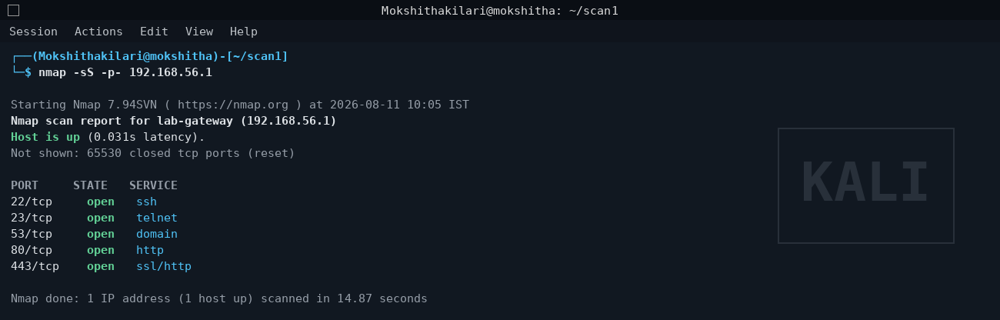 Mokshithakilari@mokshitha: ~/scan1
Session Actions Edit View Help
┌──(Mokshithakilari@mokshitha)-[~/scan1]
└─$ nmap -sS -p- 192.168.56.1
Starting Nmap 7.94SVN ( https://nmap.org ) at 2026-08-11 10:05 IST
Nmap scan report for lab-gateway (192.168.56.1)
Host is up (0.031s latency).
Not shown: 65530 closed tcp ports (reset)
PORT     STATE   SERVICE
22/tcp     open   ssh
23/tcp     open   telnet
53/tcp     open   domain
80/tcp     open   http
443/tcp    open   ssl/http
Nmap done: 1 IP address (1 host up) scanned in 14.87 seconds
KALI